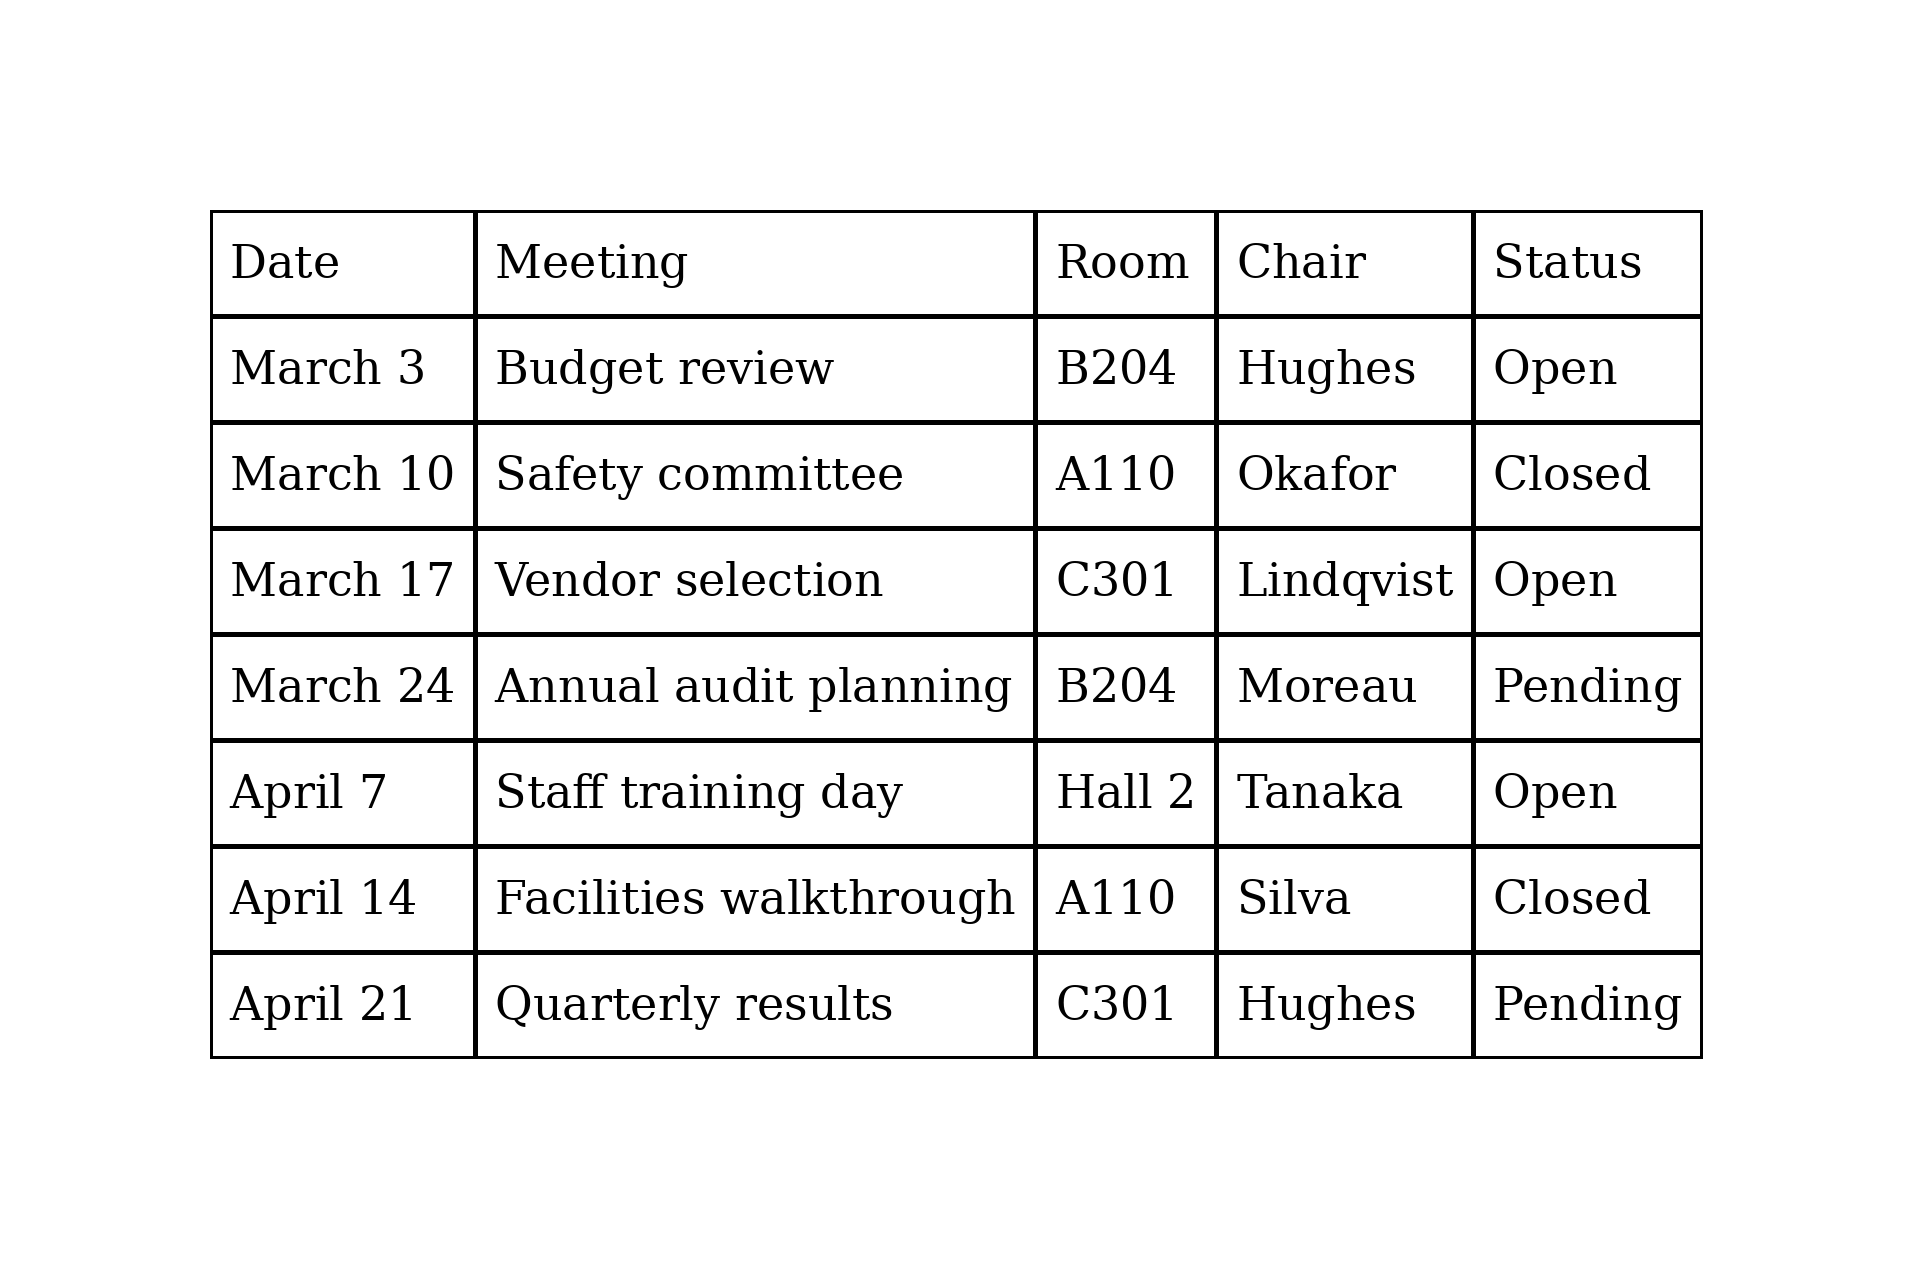 Date Meeting Room Chair Status
March 3 Budget review B204 Hughes Open
March 10 Safety committee A110 Okafor Closed
March 17 Vendor selection C301 Lindqvist Open
March 24 Annual audit planning B204 Moreau Pending
April 7 Staff training day Hall 2 Tanaka Open
April 14 Facilities walkthrough A110 Silva Closed
April 21 Quarterly results C301 Hughes Pending